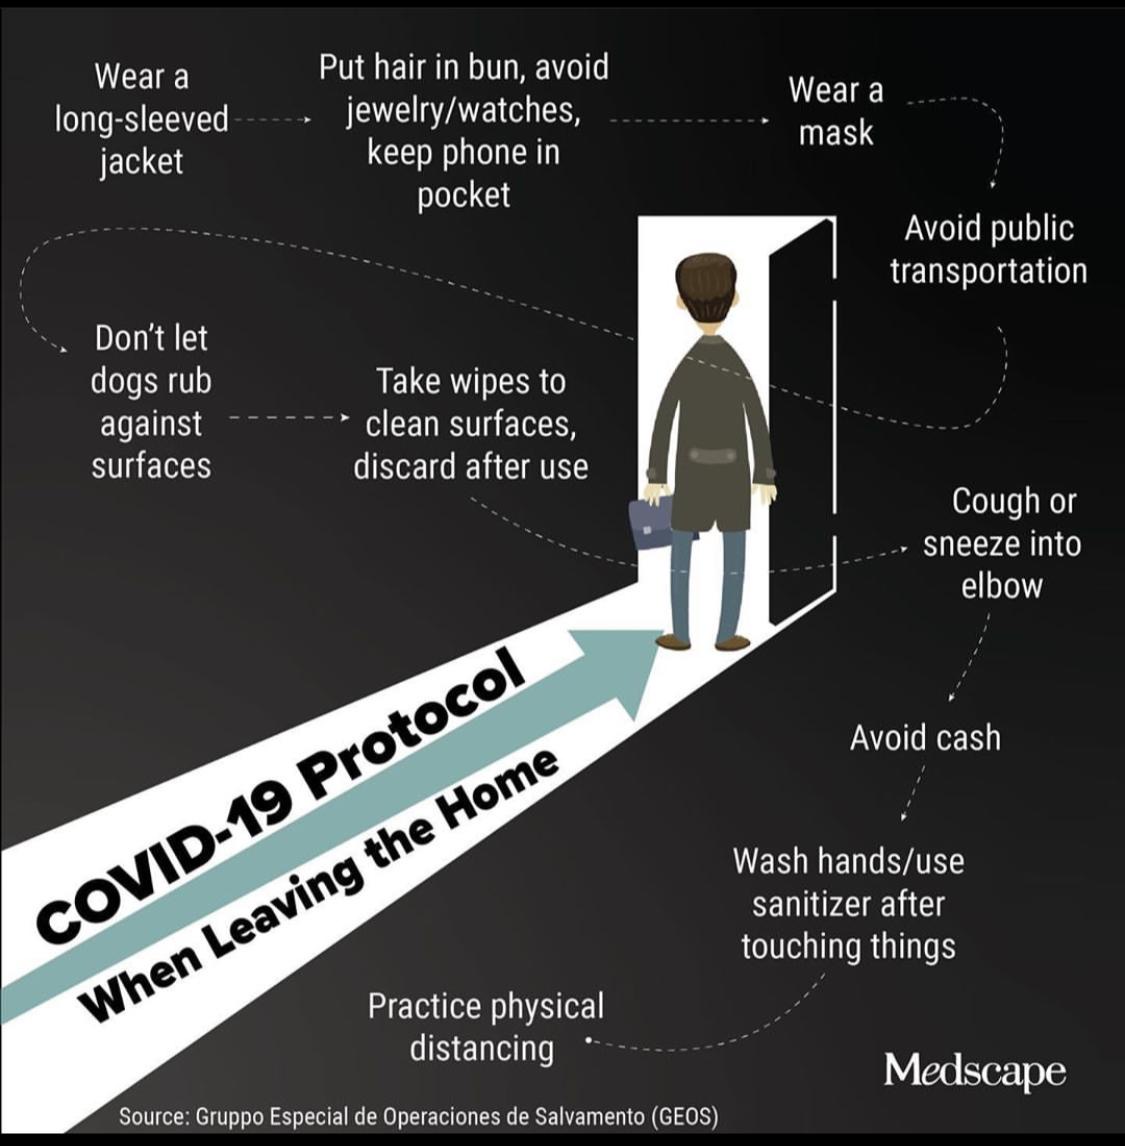 Wear a
long-sleeved
jacket
Put hair in bun, avoid
jewelry/watches,
keep phone in
pocket
Wear a
mask
Avoid public
transportation
Don't let
dogs rub
against
surfaces
Take wipes to
clean surfaces,
discard after use
Cough or
sneeze into
elbow
Avoid cash
Wash hands/use
sanitizer after
touching things
Practice physical
distancing
COVID-19 Protocol
When Leaving the Home
Medscape
Source: Gruppo Especial de Operaciones de Salvamento (GEOS)